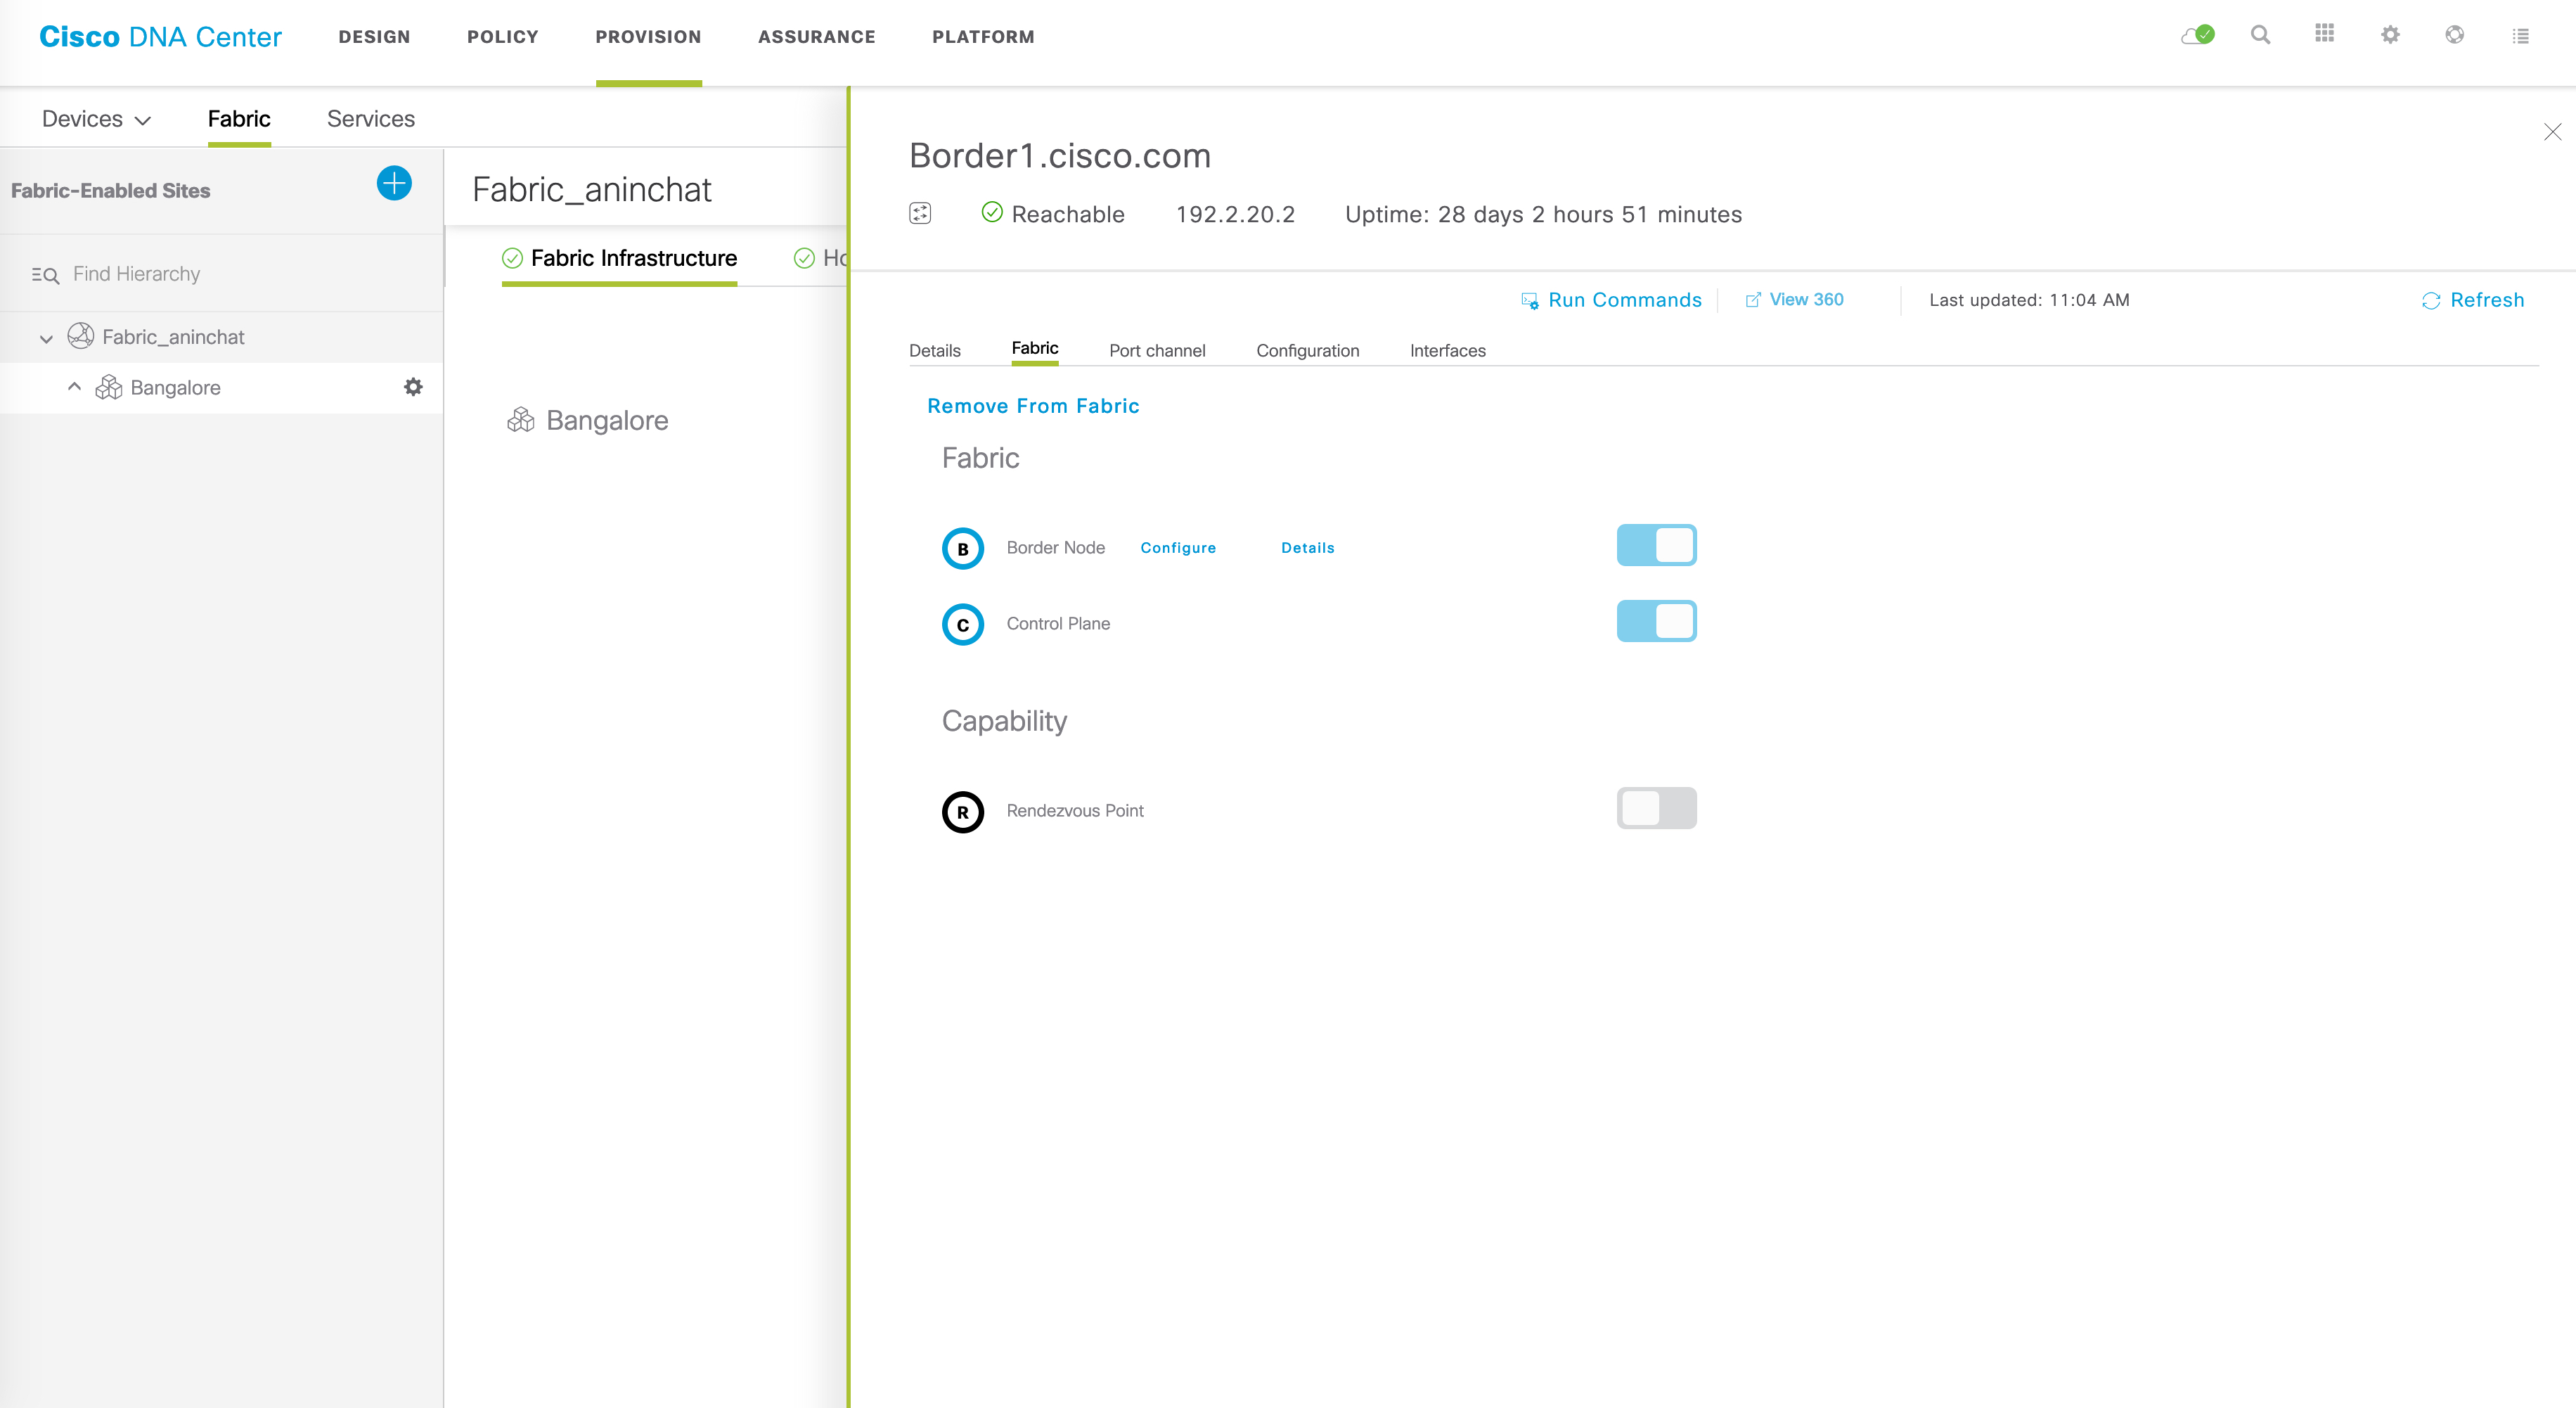 Cisco DNA Center
DESIGN
POLICY
PROVISION
ASSURANCE
PLATFORM
Devices
Fabric
Services
Fabric-Enabled Sites
Find Hierarchy
Fabric_aninchat
Bangalore
Fabric_aninchat
Fabric Infrastructure
Ho
Bangalore
Border1.cisco.com
Reachable
192.2.20.2
Uptime: 28 days 2 hours 51 minutes
Run Commands
View 360
Last updated: 11:04 AM
Refresh
Details
Fabric
Port channel
Configuration
Interfaces
Remove From Fabric
Fabric
B
Border Node
Configure
Details
C
Control Plane
Capability
R
Rendezvous Point